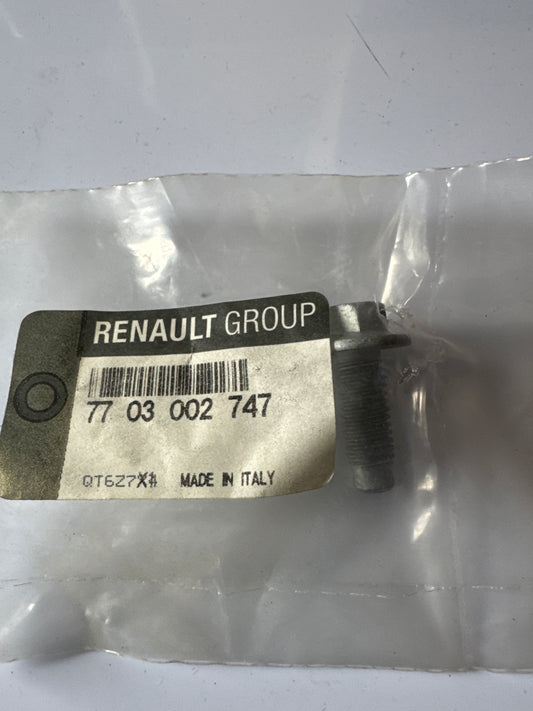 RENAULT GROUP
77 03 002 747
MADE IN ITALY